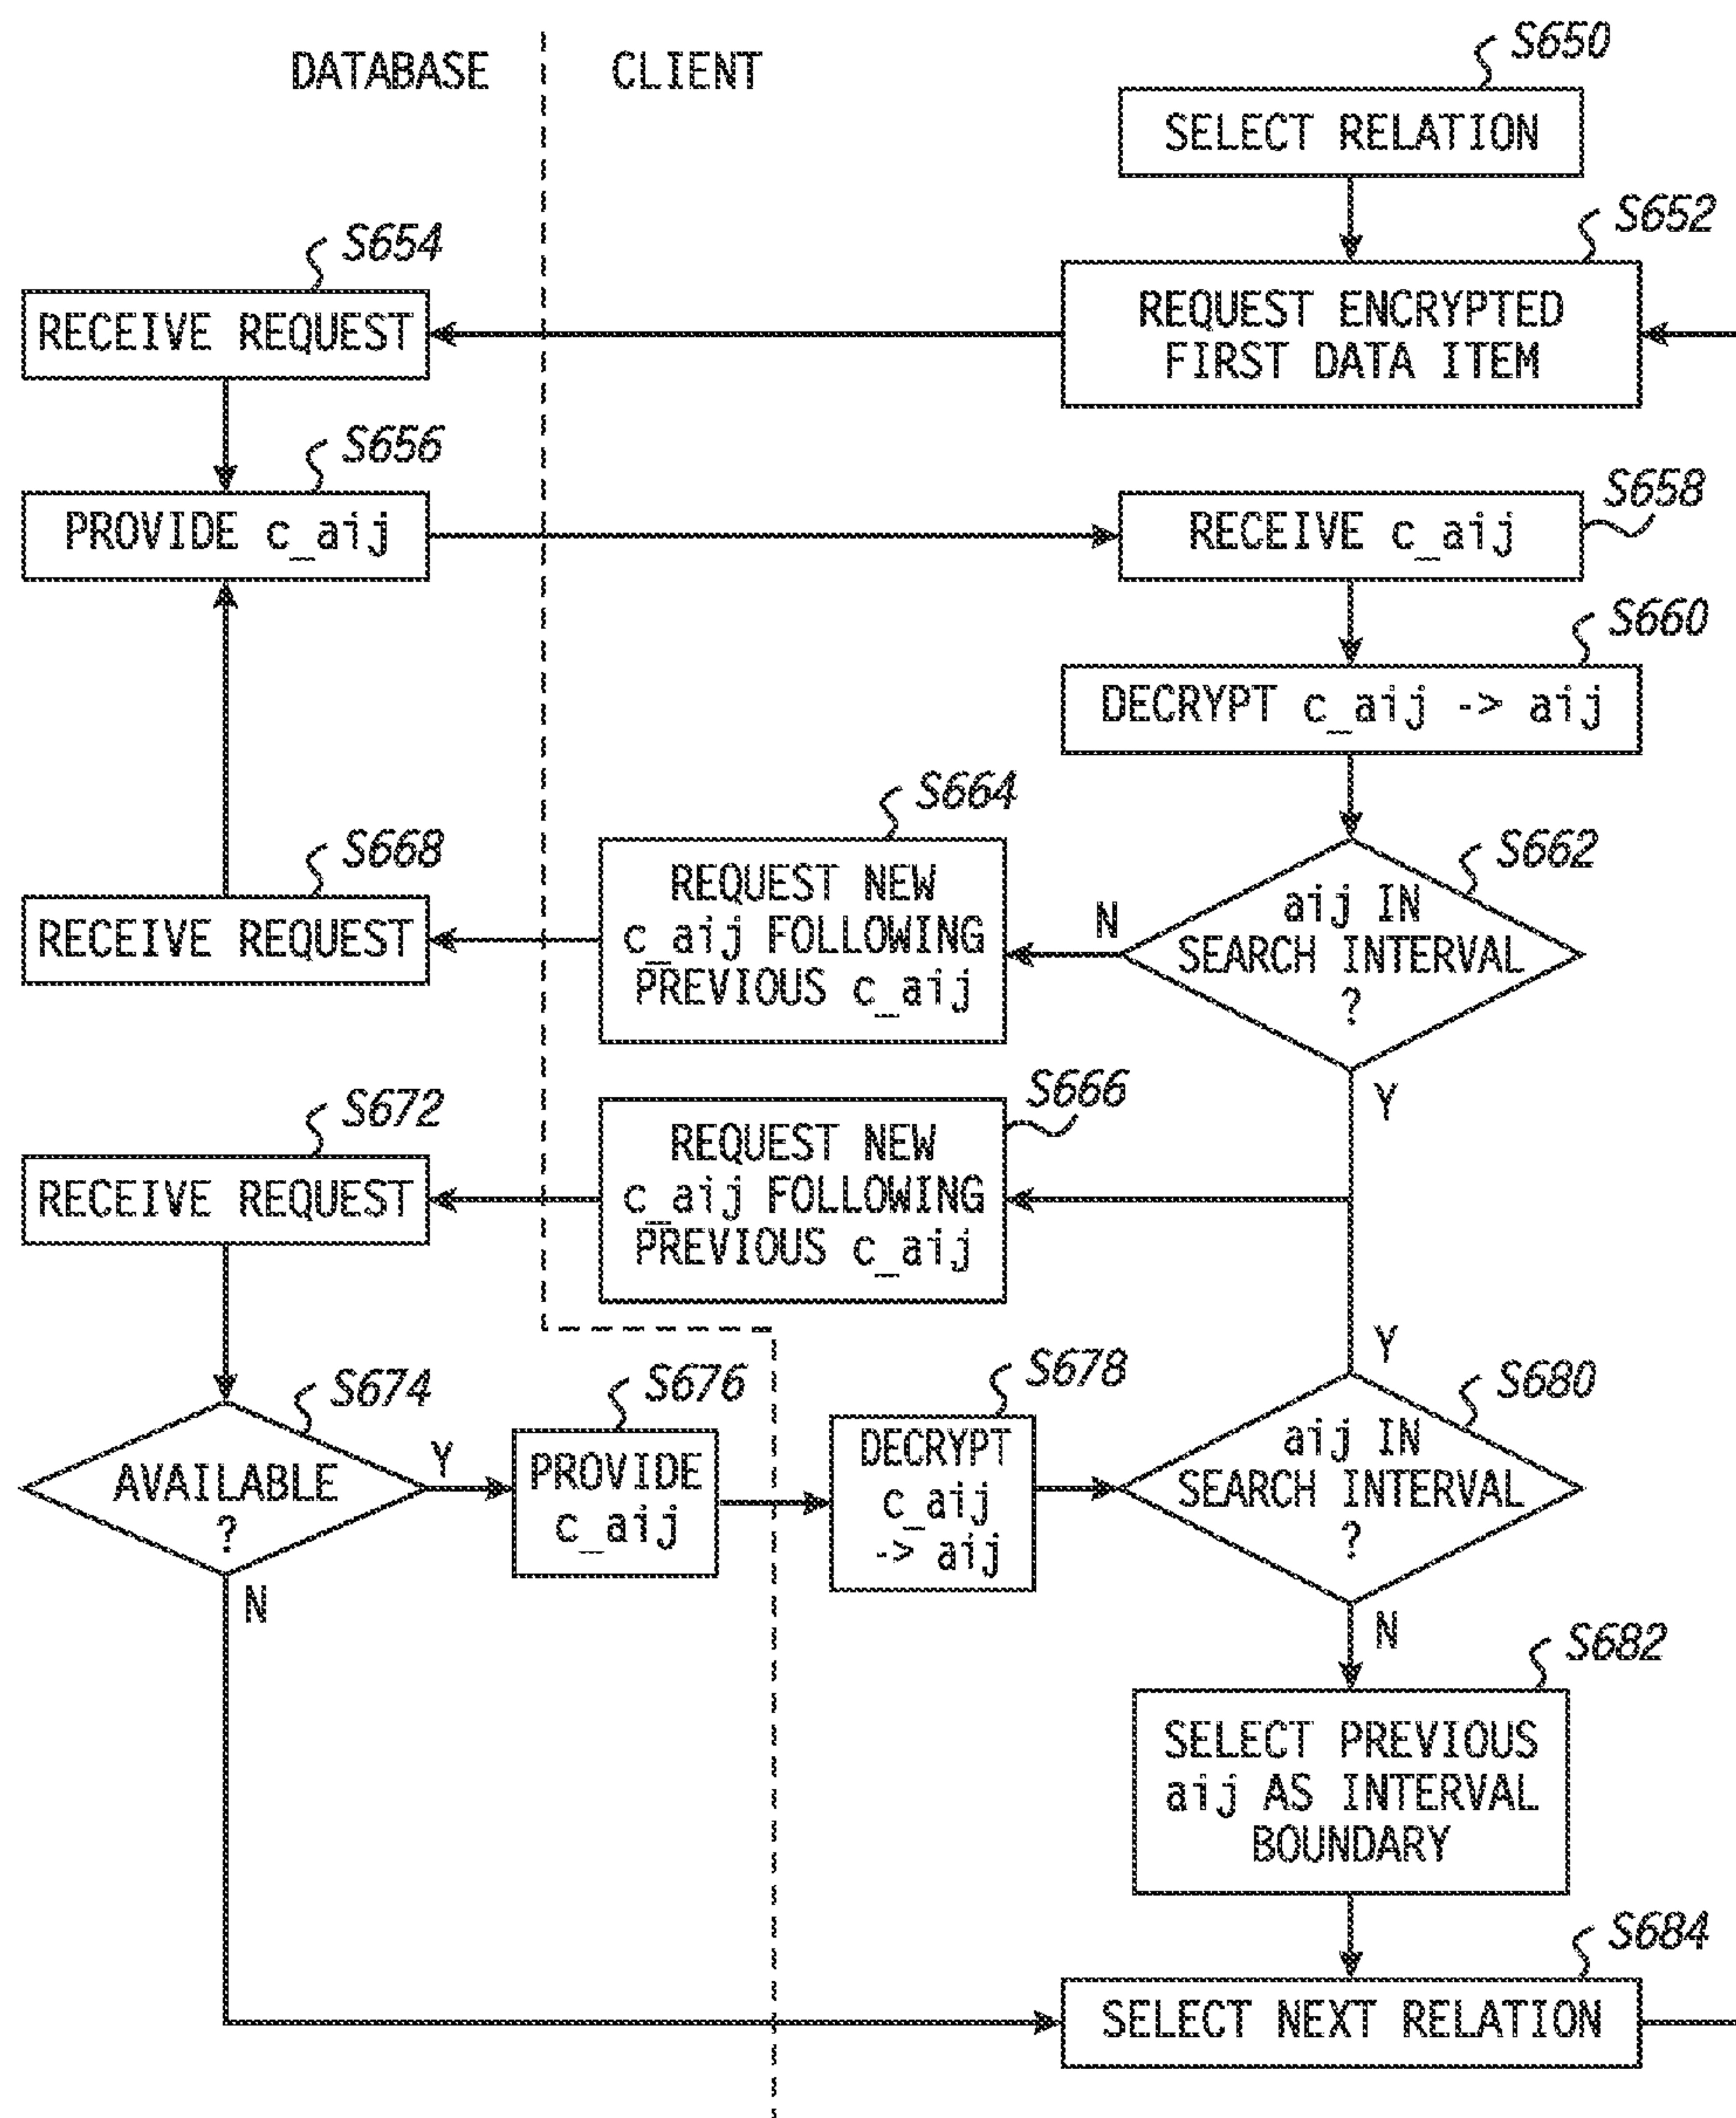 DATABASE
CLIENT
S650
SELECT RELATION
S652
REQUEST ENCRYPTED
FIRST DATA ITEM
S654
RECEIVE REQUEST
S656
PROVIDE c_aij
S658
RECEIVE c_aij
S660
DECRYPT c_aij -> aij
S662
aij IN
SEARCH INTERVAL
?
N
Y
S664
REQUEST NEW
c_aij FOLLOWING
PREVIOUS c_aij
S668
RECEIVE REQUEST
S666
REQUEST NEW
c_aij FOLLOWING
PREVIOUS c_aij
S672
RECEIVE REQUEST
S674
AVAILABLE
?
Y
N
S676
PROVIDE
c_aij
S678
DECRYPT
c_aij
-> aij
S680
Y
aij IN
SEARCH INTERVAL
?
N
S682
SELECT PREVIOUS
aij AS INTERVAL
BOUNDARY
S684
SELECT NEXT RELATION